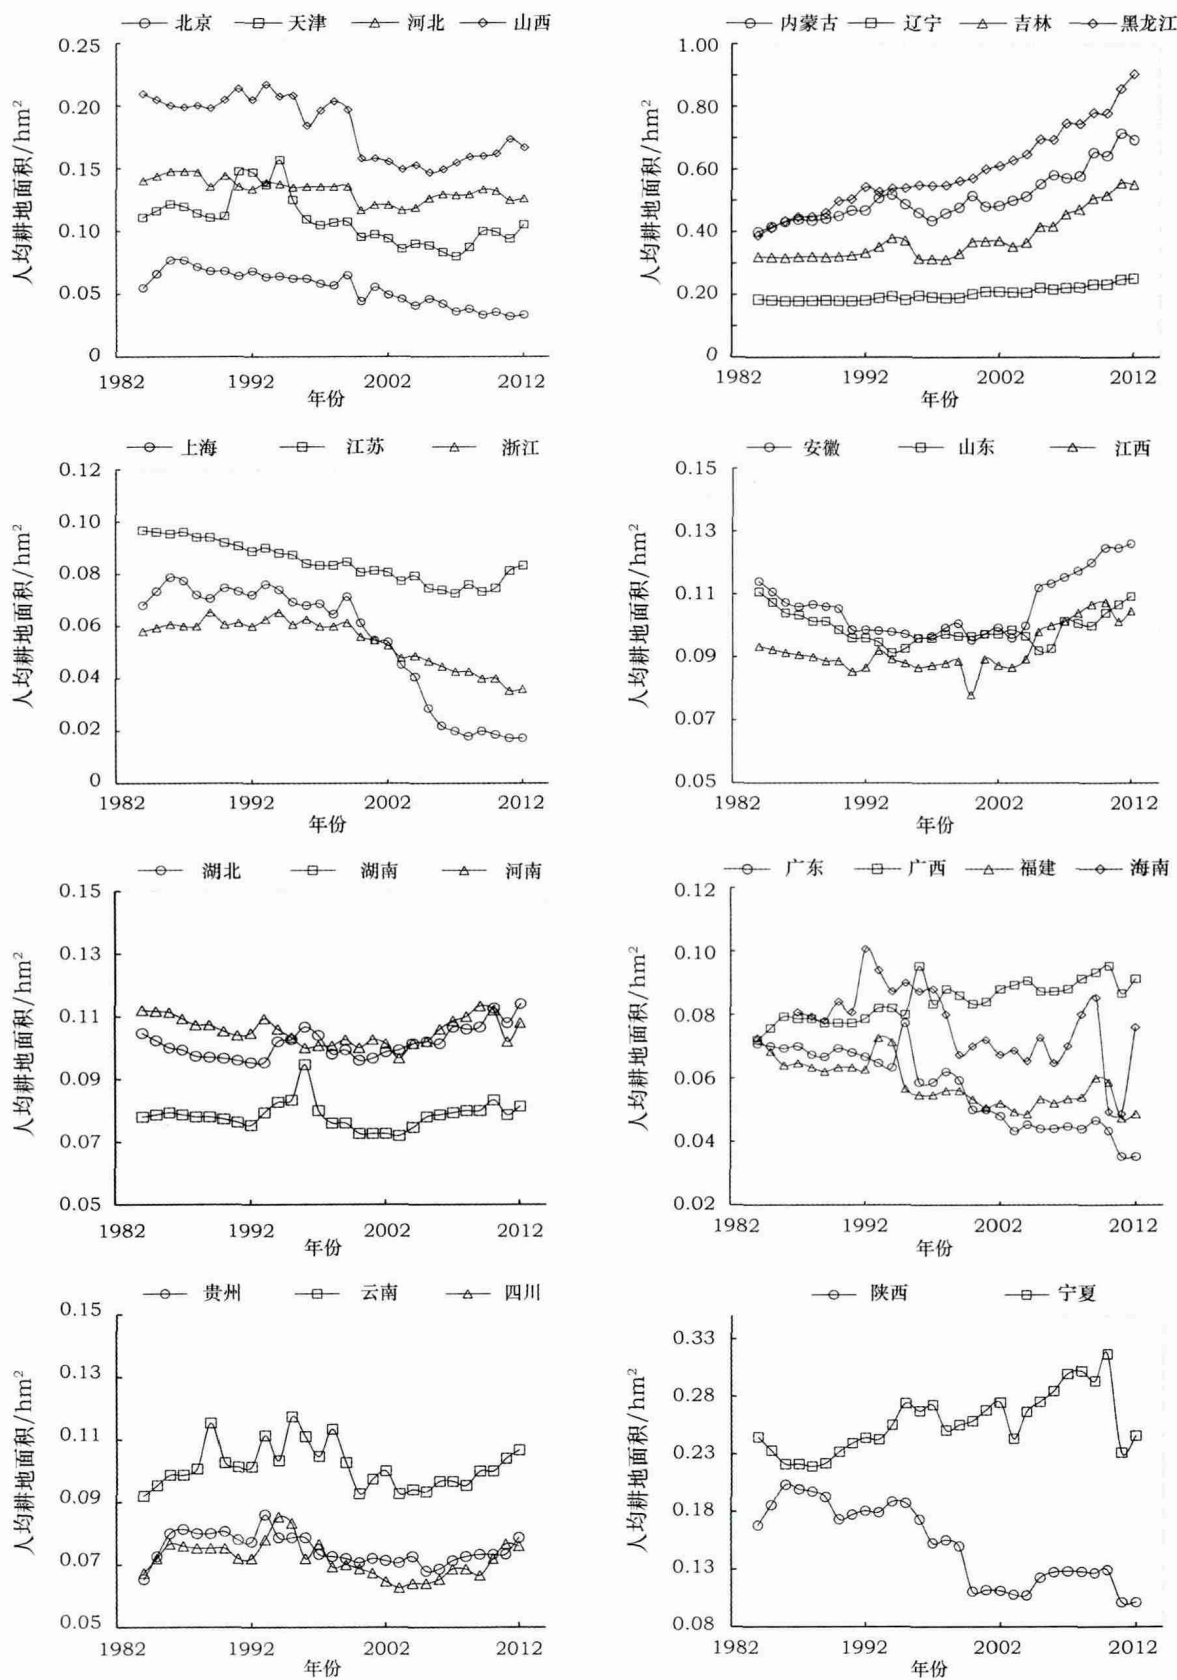 北京 天津 河北 山西
人均耕地面积/hm²
0.25
0.20
0.15
0.10
0.05
0
1982 1992 2002 2012
年份
内蒙古 辽宁 吉林 黑龙江
人均耕地面积/hm²
1.00
0.80
0.60
0.40
0.20
0
1982 1992 2002 2012
年份
上海 江苏 浙江
人均耕地面积/hm²
0.12
0.10
0.08
0.06
0.04
0.02
0
1982 1992 2002 2012
年份
安徽 山东 江西
人均耕地面积/hm²
0.15
0.13
0.11
0.09
0.07
0.05
1982 1992 2002 2012
年份
湖北 湖南 河南
人均耕地面积/hm²
0.15
0.13
0.11
0.09
0.07
0.05
1982 1992 2002 2012
年份
广东 广西 福建 海南
人均耕地面积/hm²
0.12
0.10
0.08
0.06
0.04
0.02
1982 1992 2002 2012
年份
贵州 云南 四川
人均耕地面积/hm²
0.15
0.13
0.11
0.09
0.07
0.05
1982 1992 2002 2012
年份
陕西 宁夏
人均耕地面积/hm²
0.33
0.28
0.23
0.18
0.13
0.08
1982 1992 2002 2012
年份